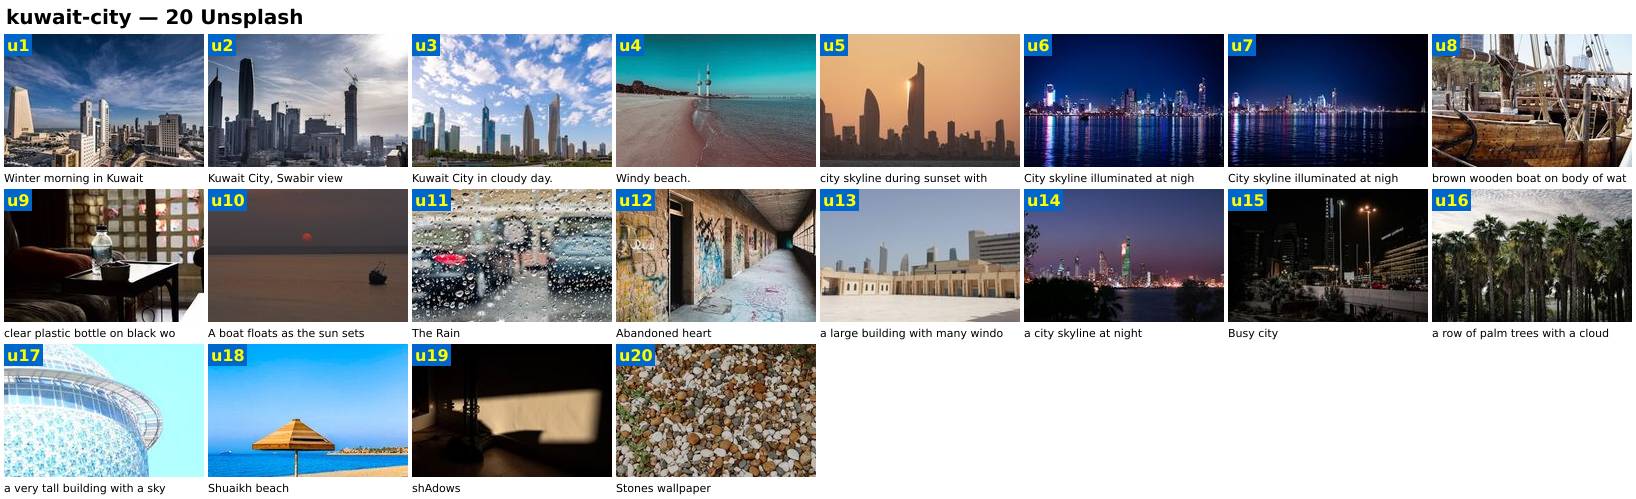 kuwait-city — 20 Unsplash
u1
u2
u3
u4
u5
u6
u7
u8
Winter morning in Kuwait
Kuwait City, Swabir view
Kuwait City in cloudy day.
Windy beach.
city skyline during sunset with
City skyline illuminated at nigh
City skyline illuminated at nigh
brown wooden boat on body of wat
u9
u10
u11
u12
u13
u14
u15
u16
clear plastic bottle on black wo
A boat floats as the sun sets
The Rain
Abandoned heart
a large building with many windo
a city skyline at night
Busy city
a row of palm trees with a cloud
u17
u18
u19
u20
a very tall building with a sky
Shuaikh beach
shAdows
Stones wallpaper